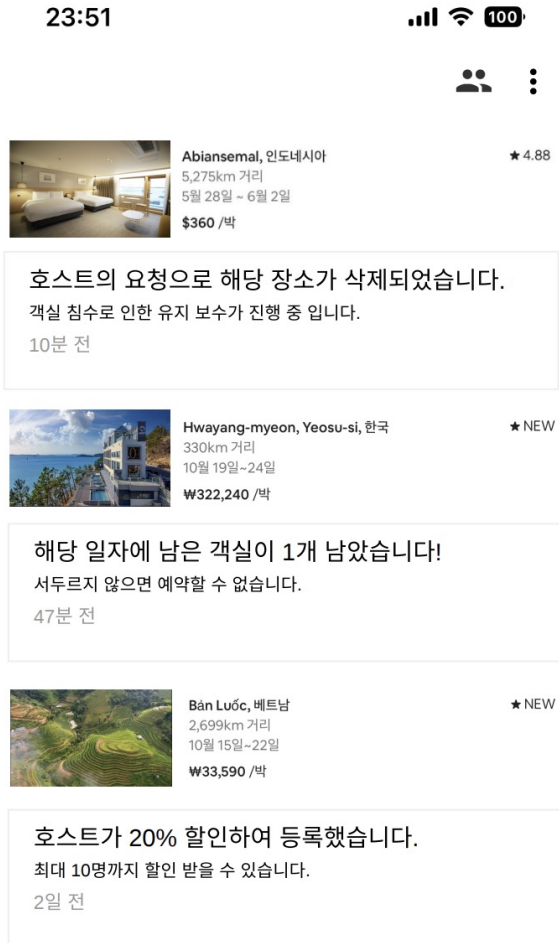 23:51
100
Abiansemal, 인도네시아
★ 4.88
5,275km 거리
5월 28일 ~ 6월 2일
$360 /박
호스트의 요청으로 해당 장소가 삭제되었습니다.
객실 침수로 인한 유지 보수가 진행 중 입니다.
10분 전
Hwayang-myeon, Yeosu-si, 한국
★ NEW
330km 거리
10월 19일~24일
₩322,240 /박
해당 일자에 남은 객실이 1개 남았습니다!
서두르지 않으면 예약할 수 없습니다.
47분 전
Bản Luốc, 베트남
★ NEW
2,699km 거리
10월 15일~22일
₩33,590 /박
호스트가 20% 할인하여 등록했습니다.
최대 10명까지 할인 받을 수 있습니다.
2일 전